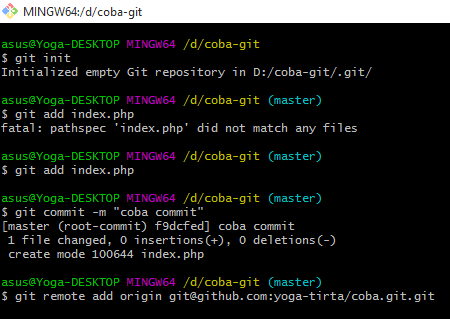 MINGW64:/d/coba-git
asus@Yoga-DESKTOP MINGW64 /d/coba-git
$ git init
Initialized empty Git repository in D:/coba-git/.git/
asus@Yoga-DESKTOP MINGW64 /d/coba-git (master)
$ git add index.php
fatal: pathspec 'index.php' did not match any files
asus@Yoga-DESKTOP MINGW64 /d/coba-git (master)
$ git add index.php
asus@Yoga-DESKTOP MINGW64 /d/coba-git (master)
$ git commit -m "coba commit"
[master (root-commit) f9dcfed] coba commit
1 file changed, 0 insertions(+), 0 deletions(-)
create mode 100644 index.php
asus@Yoga-DESKTOP MINGW64 /d/coba-git (master)
$ git remote add origin git@github.com:yoga-tirta/coba.git.git